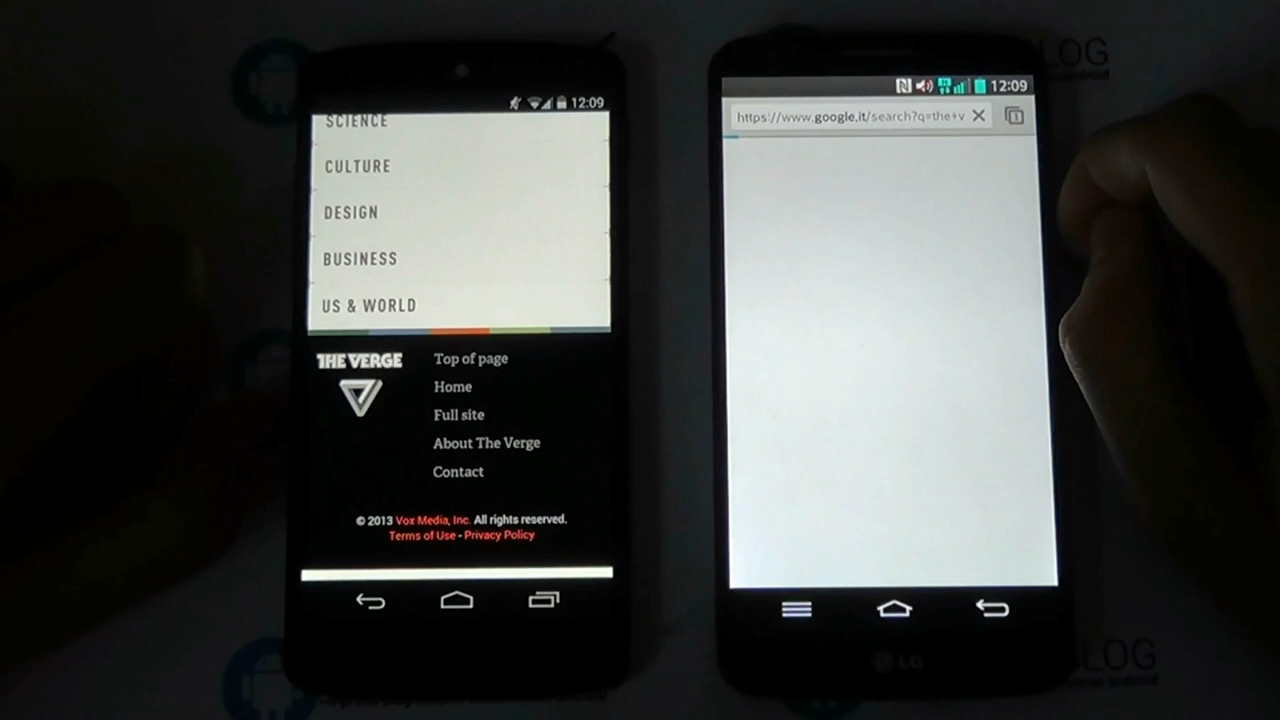 LOG
12:09
SCIENCE
CULTURE
DESIGN
BUSINESS
US & WORLD
THE VERGE
Top of page
Home
Full site
About The Verge
Contact
© 2013 Vox Media, Inc. All rights reserved.
Terms of Use - Privacy Policy
12:09
https://www.google.it/search?q=the+v
1
LG
LOG